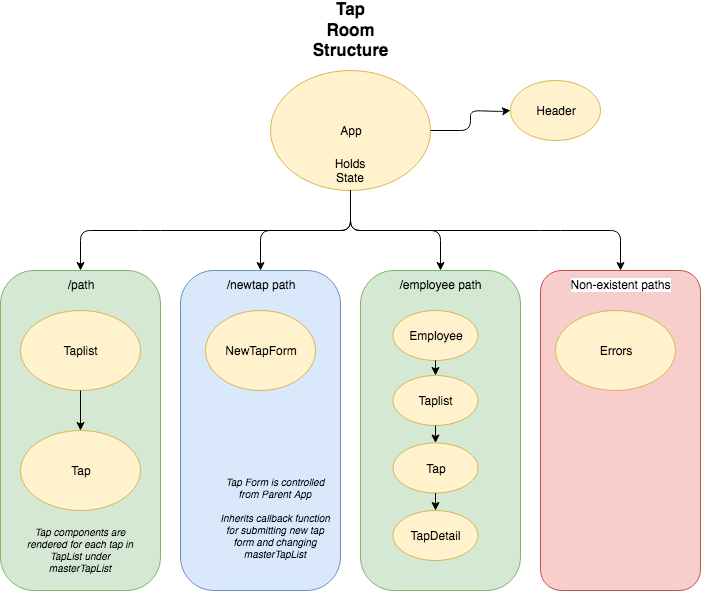 Tap
Room
Structure
App
Holds
State
Header
/path
Taplist
Tap
Tap components are
rendered for each tap in
TapList under
masterTapList
/newtap path
NewTapForm
Tap Form is controlled
from Parent App
Inherits callback function
for submitting new tap
form and changing
masterTapList
/employee path
Employee
Taplist
Tap
TapDetail
Non-existent paths
Errors